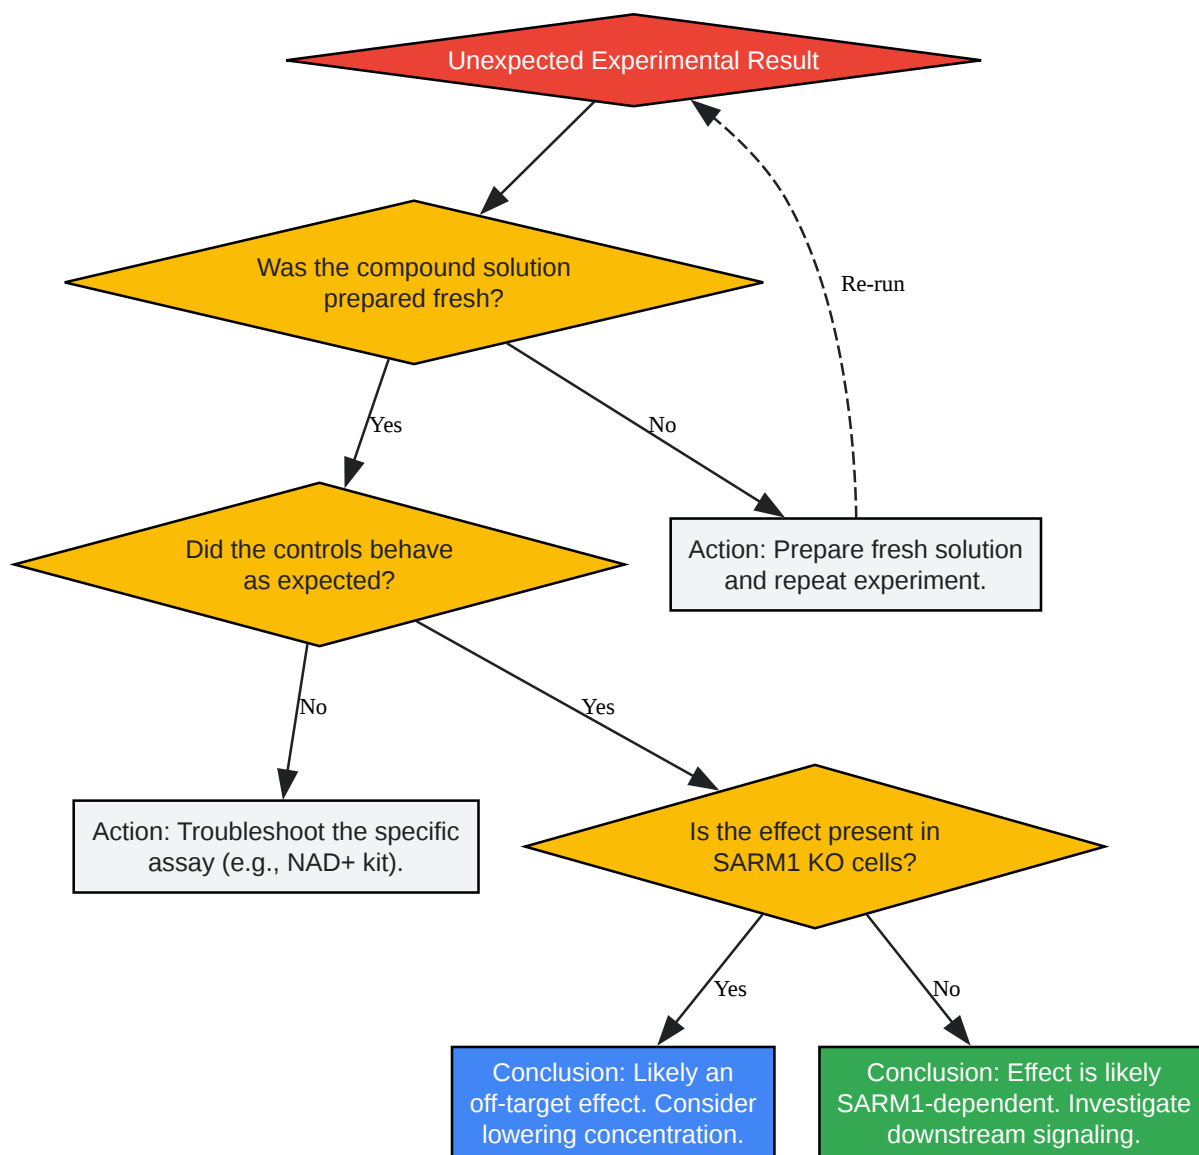 Unexpected Experimental Result
Was the compound solution
prepared fresh?
Re-run
Yes
No
Did the controls behave
as expected?
Action: Prepare fresh solution
and repeat experiment.
No
Yes
Action: Troubleshoot the specific
assay (e.g., NAD+ kit).
Is the effect present in
SARM1 KO cells?
Yes
No
Conclusion: Likely an
off-target effect. Consider
lowering concentration.
Conclusion: Effect is likely
SARM1-dependent. Investigate
downstream signaling.